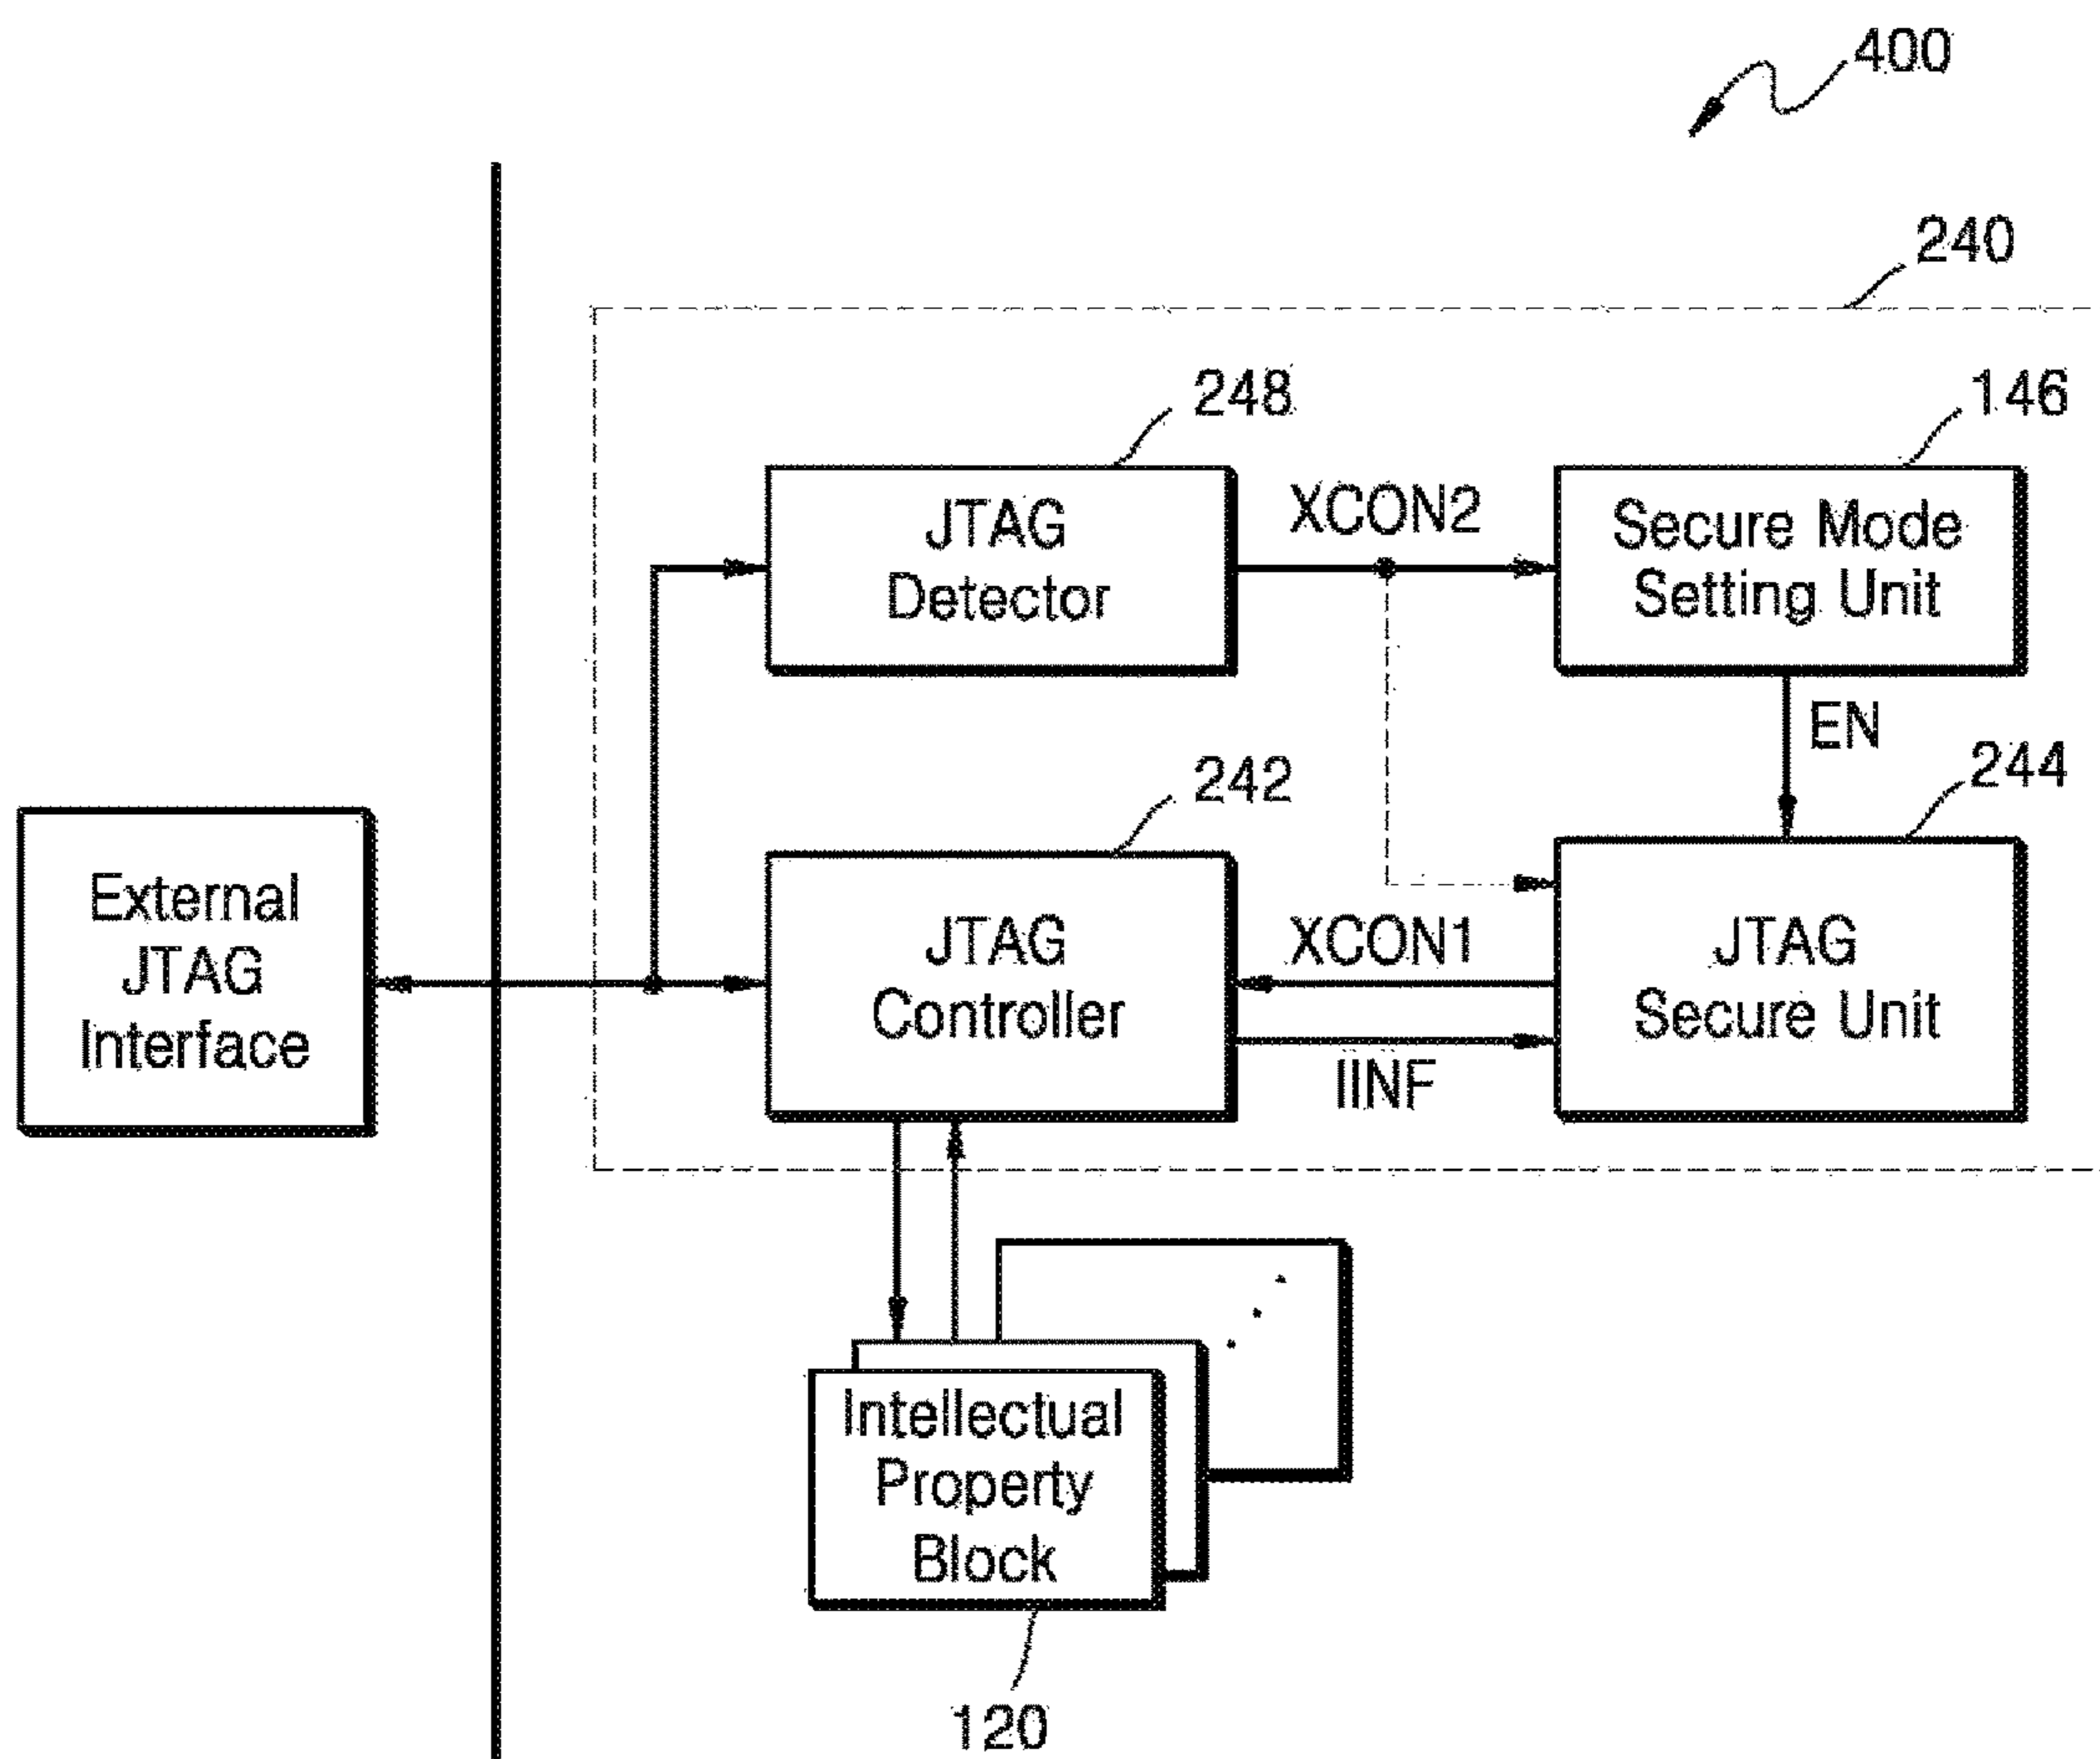 400
240
248
146
JTAG
Detector
XCON2
Secure Mode
Setting Unit
EN
242
244
External
JTAG
Interface
JTAG
Controller
XCON1
IINF
JTAG
Secure Unit
Intellectual
Property
Block
120